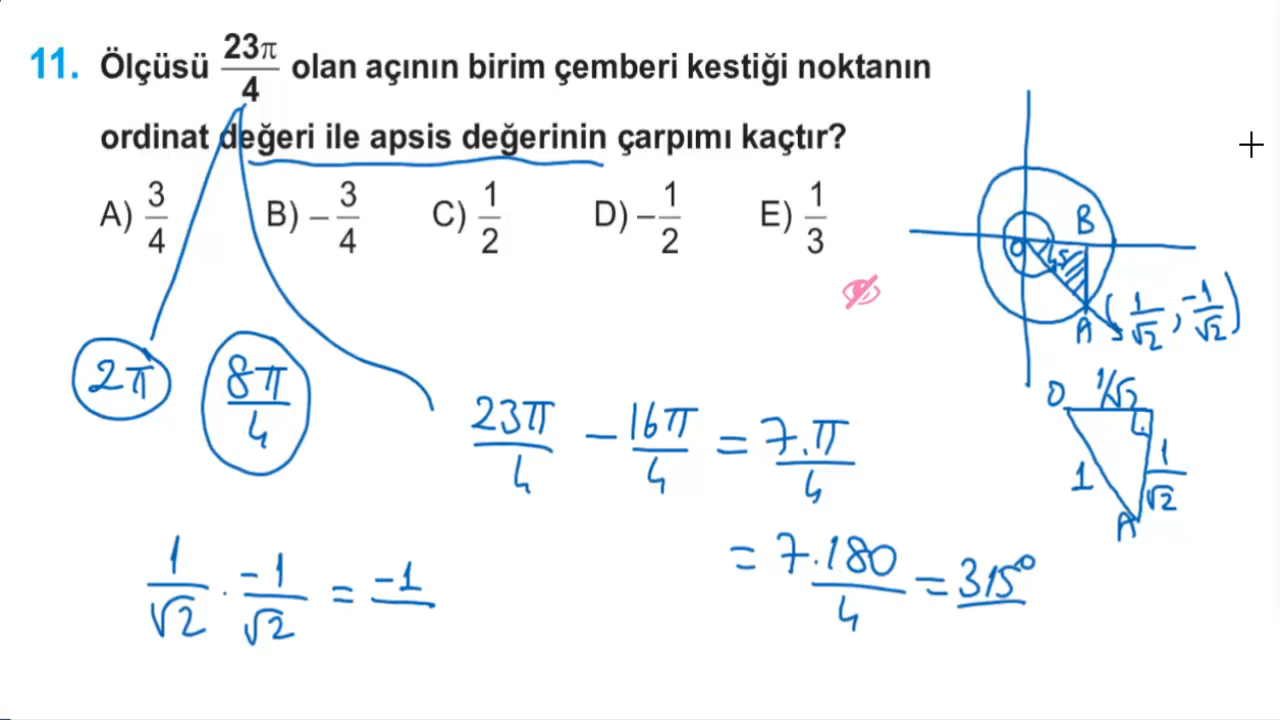 11. Ölçüsü 23π/4 olan açının birim çemberi kestiği noktanın
ordinat değeri ile apsis değerinin çarpımı kaçtır?
A) 3/4 B) -3/4 C) 1/2 D) -1/2 E) 1/3
B
O 45
A (1/√2, -1/√2)
2π 8π/4
O 1/√2
23π/4 - 16π/4 = 7.π/4
1 1/√2
A
= 7.180/4 = 315°
1/√2 . -1/√2 = -1